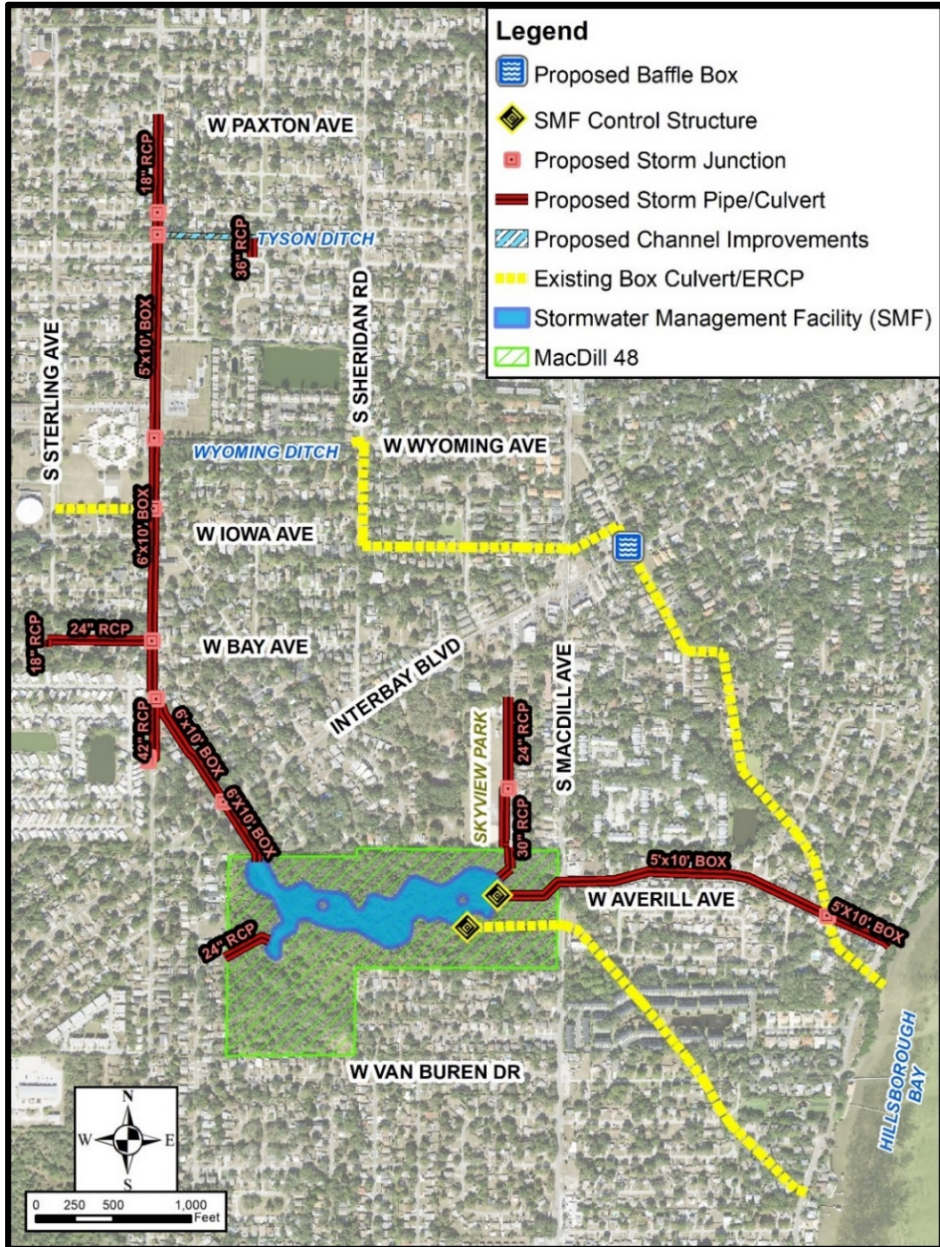 Legend
Proposed Baffle Box
SMF Control Structure
Proposed Storm Junction
Proposed Storm Pipe/Culvert
Proposed Channel Improvements
Existing Box Culvert/ERCP
Stormwater Management Facility (SMF)
MacDill 48
W PAXTON AVE
18" RCP
36" RCP
TYSON DITCH
S SHERIDAN RD
S STERLING AVE
5'x10', BOX
WYOMING DITCH
W WYOMING AVE
6'x10', BOX
W IOWA AVE
24" RCP
18" RCP
W BAY AVE
INTERBAY BLVD
42" RCP
6'x10', BOX
6'X10', BOX
SKYVIEW PARK
24" RCP
S MACDILL AVE
30" RCP
5'x10', BOX
W AVERILL AVE
5'X10', BOX
24" RCP
W VAN BUREN DR
HILLSBOROUGH
BAY
N
W
E
S
0 250 500 1,000
Feet